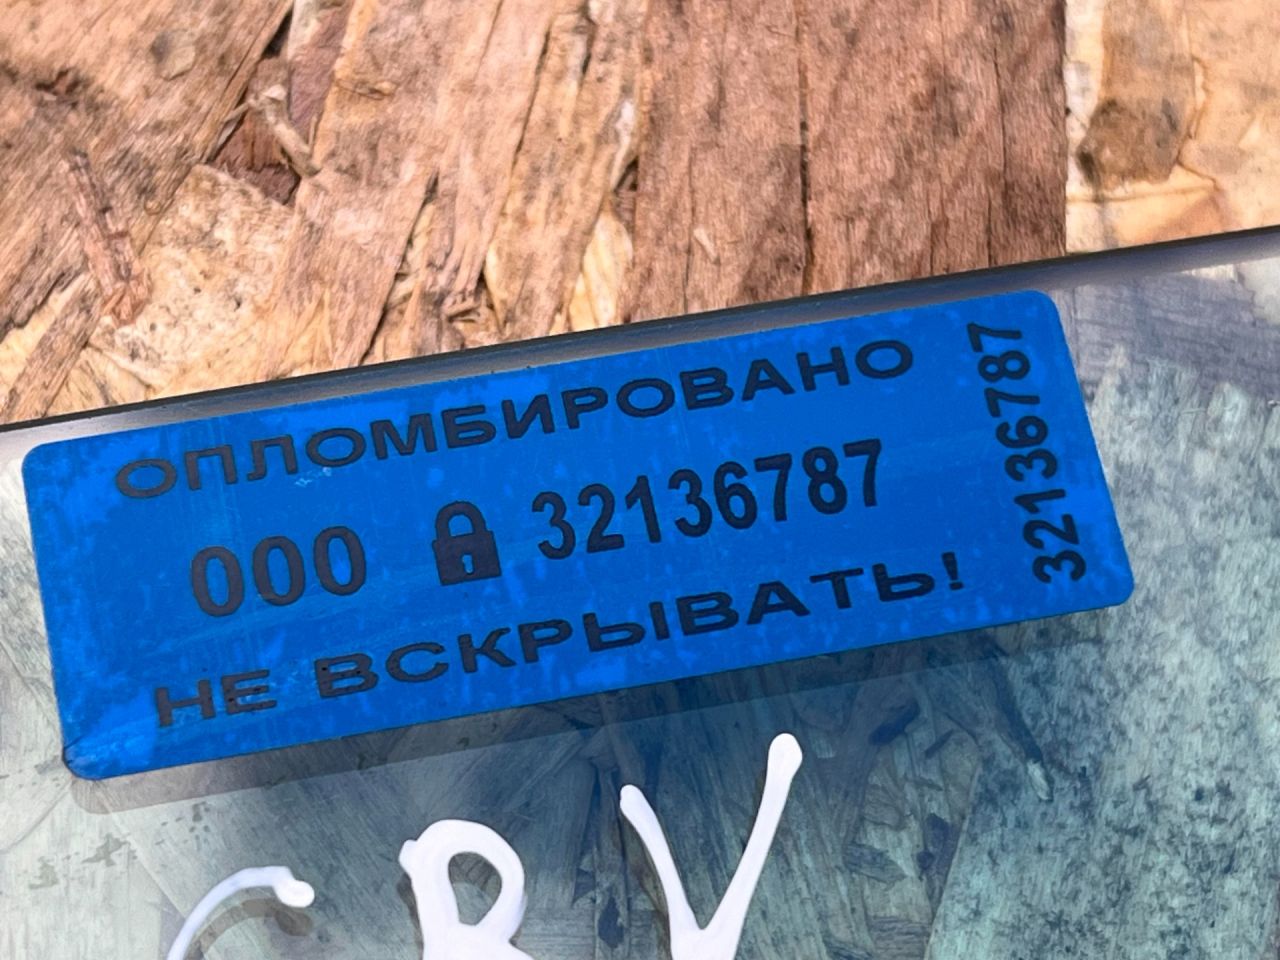 ОПЛОМБИРОВАНО
000 32136787
НЕ ВСКРЫВАТЬ!
32136787
CRV